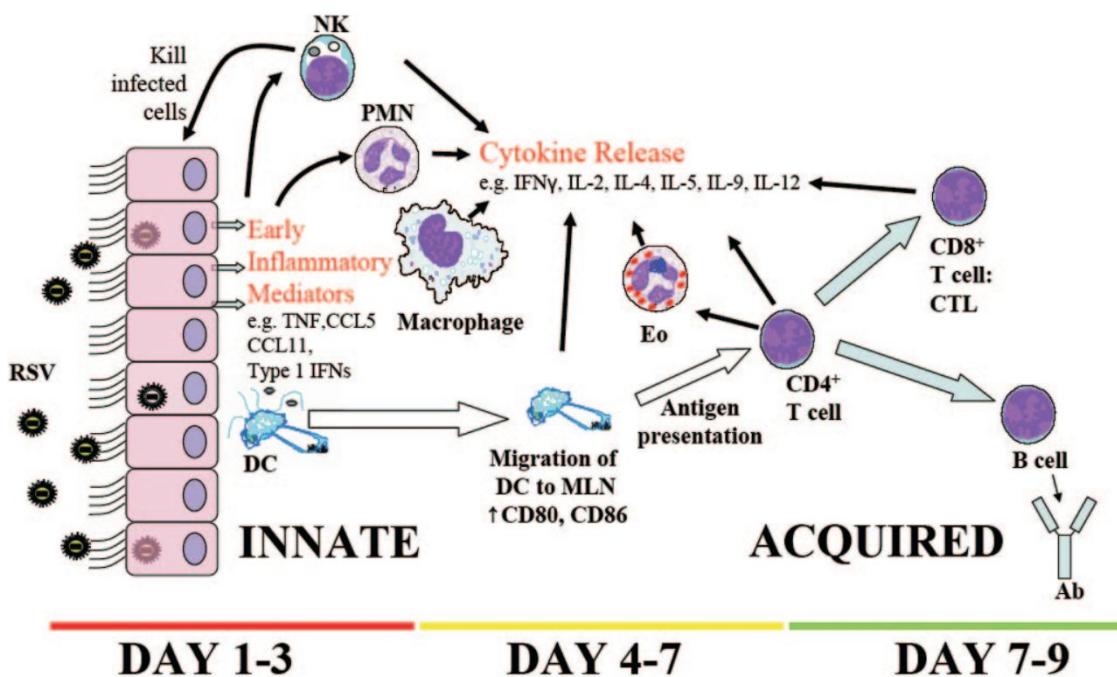 NK
Kill
infected
cells
PMN
Cytokine Release
e.g. IFNγ, IL-2, IL-4, IL-5, IL-9, IL-12
Early
Inflammatory
Mediators
e.g. TNF,CCL5
CCL11,
Type 1 IFNs
Macrophage
Eo
CD8+
T cell:
CTL
CD4+
T cell
RSV
DC
Migration of
DC to MLN
↑CD80, CD86
Antigen
presentation
B cell
Ab
INNATE
ACQUIRED
DAY 1-3
DAY 4-7
DAY 7-9